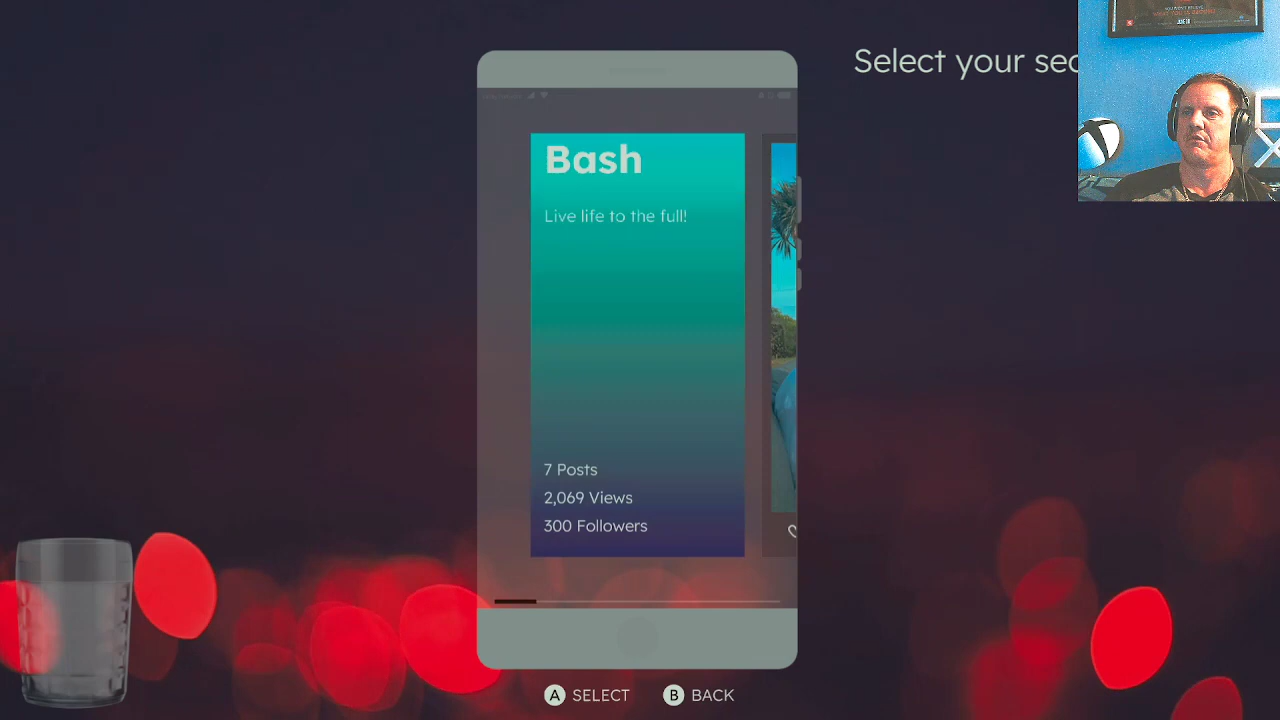 Select your sec
Bash
Live life to the full!
7 Posts
2,069 Views
300 Followers
A SELECT B BACK